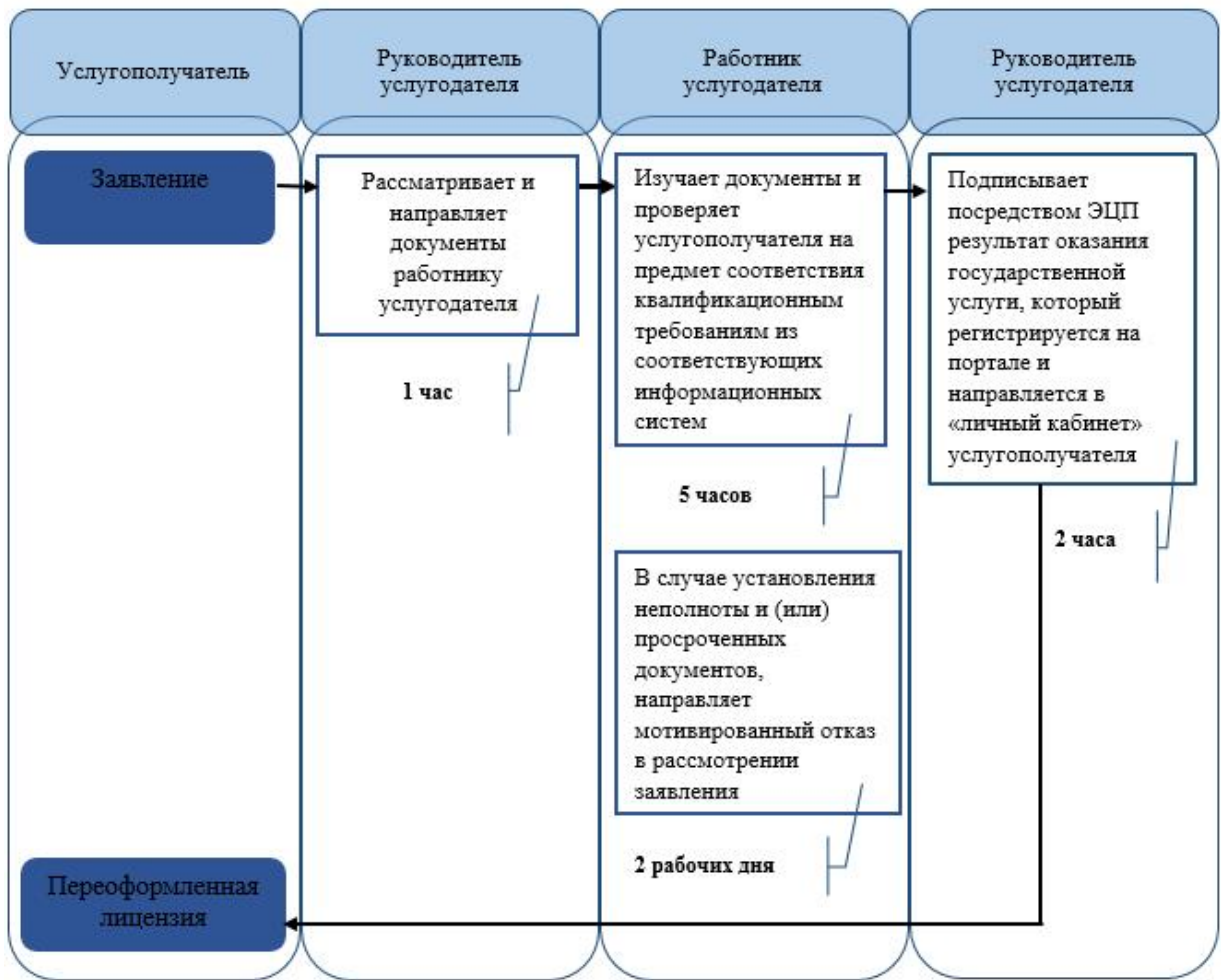 Услугополучатель
Руководитель
услугодателя
Работник
услугодателя
Руководитель
услугодателя
Заявление
Рассматривает и
направляет
документы
работнику
услугодателя
1 час
Изучает документы и
проверяет
услугополучателя на
предмет соответствия
квалификационным
требованиям из
соответствующих
информационных
систем
5 часов
В случае установления
неполноты и (или)
просроченных
документов,
направляет
мотивированный отказ
в рассмотрении
заявления
2 рабочих дня
Подписывает
посредством ЭЦП
результат оказания
государственной
услуги, который
регистрируется на
портале и
направляется в
«личный кабинет»
услугополучателя
2 часа
Переоформленная
лицензия